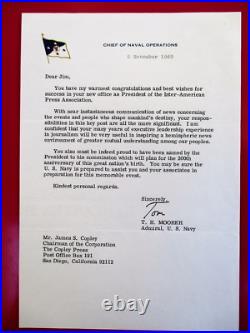 CHIEF OF NAVAL OPERATIONS
5 November 1969
Dear Jim,
You have my warmest congratulations and best wishes for
success in your new office as President of the Inter-American
Press Association.
With near instantaneous communication of news concerning
the events and people who shape mankind's destiny, your respon-
sibilities in this key post are all the more significant. I am
confident that your many years of executive leadership experience
in journalism will be very useful in inspiring a hemispheric news
environment of greater mutual understanding among our peoples.
You also must be indeed proud to have been named by the
President to the commission which will plan for the 200th
anniversary of this great nation's birth. You may be sure the
U. S. Navy is prepared to assist you and your associates in
preparation for this memorable event.
Kindest personal regards.
Sincerely,
Tom
T. H. MOORER
Admiral, U. S. Navy
Mr. James S. Copley
Chairman of the Corporation
The Copley Press
Post Office Box 191
San Diego, California 92112